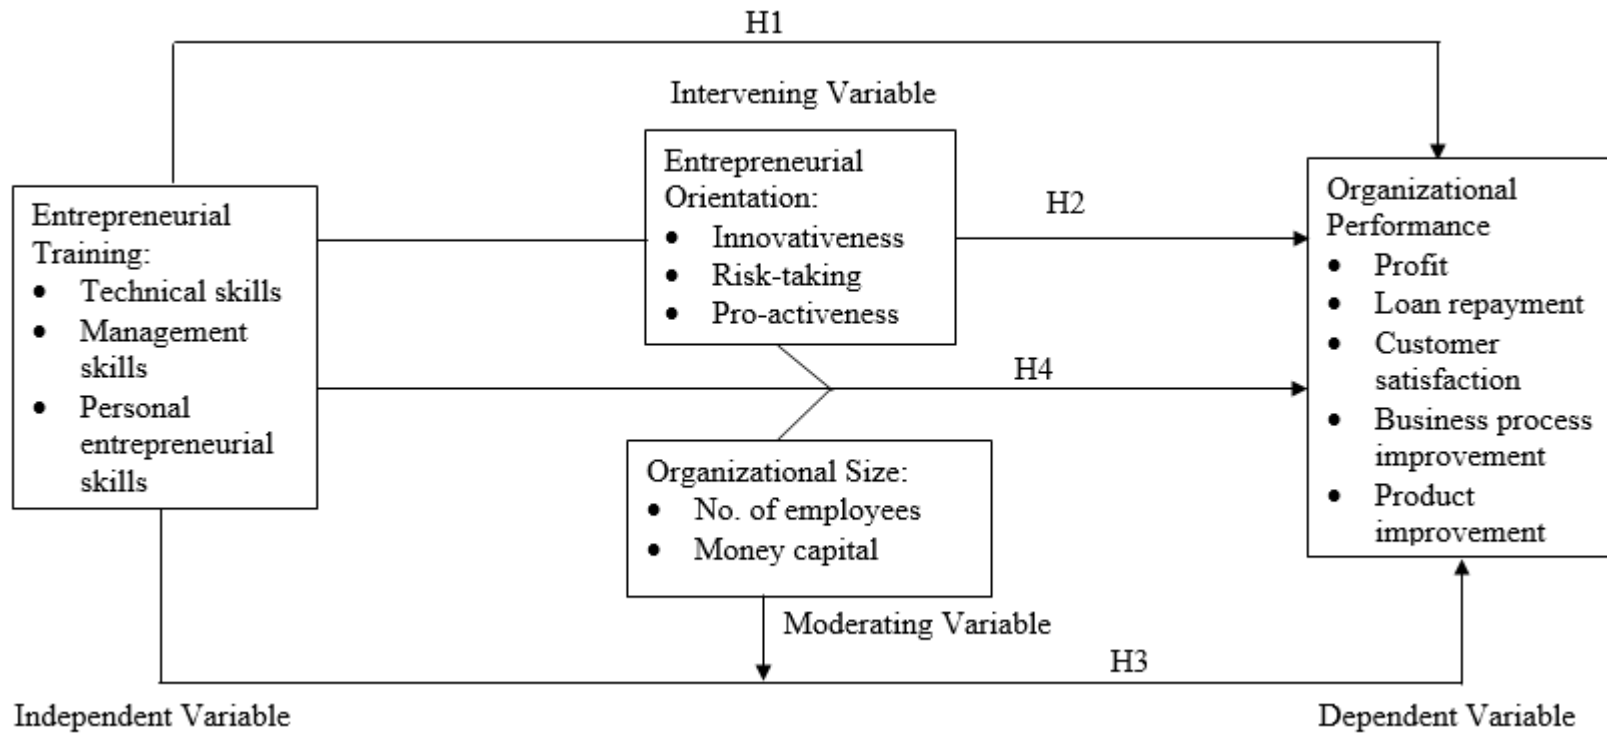 H1
Intervening Variable
Entrepreneurial
Training:
• Technical skills
• Management
skills
• Personal
entrepreneurial
skills
Entrepreneurial
Orientation:
• Innovativeness
• Risk-taking
• Pro-activeness
H2
H4
Organizational Size:
• No. of employees
• Money capital
Moderating Variable
H3
Organizational
Performance
• Profit
• Loan repayment
• Customer
satisfaction
• Business process
improvement
• Product
improvement
Independent Variable
Dependent Variable